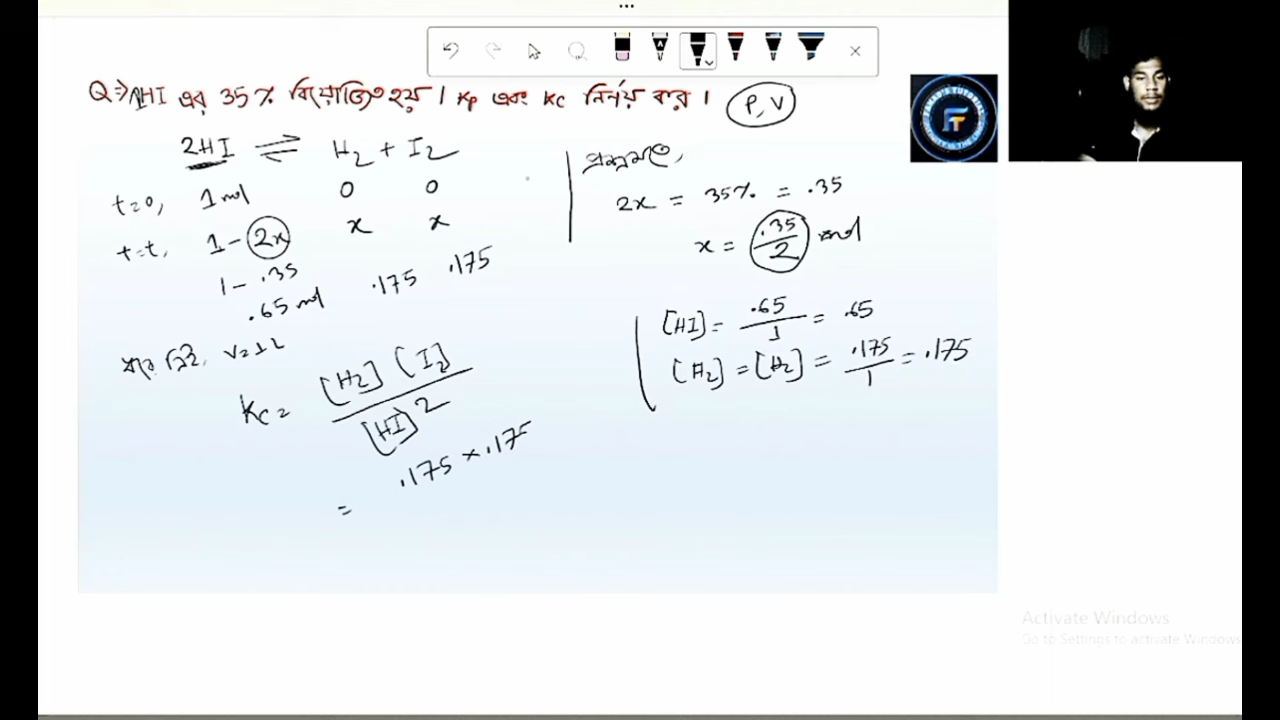 Q⇒ HI এর 35% বিয়োজিত হয় । Kp এবং Kc নির্ণয় কর । (P, V)
2HI ⇌ H₂ + I₂
t=0, 1 mol 0 0
t=t, 1-2x x x
1 - .35
.65 mol .175 .175
প্রশ্নমতে,
2x = 35% = .35
x = .35/2 mol
ধরে নিই, V=1L
[HI] = .65/1 = .65
[H₂] = [H₂] = .175/1 = .175
Kc = [H₂] [I₂] / [HI]²
= .175 × .175
Activate Windows
Go to Settings to activate Windows